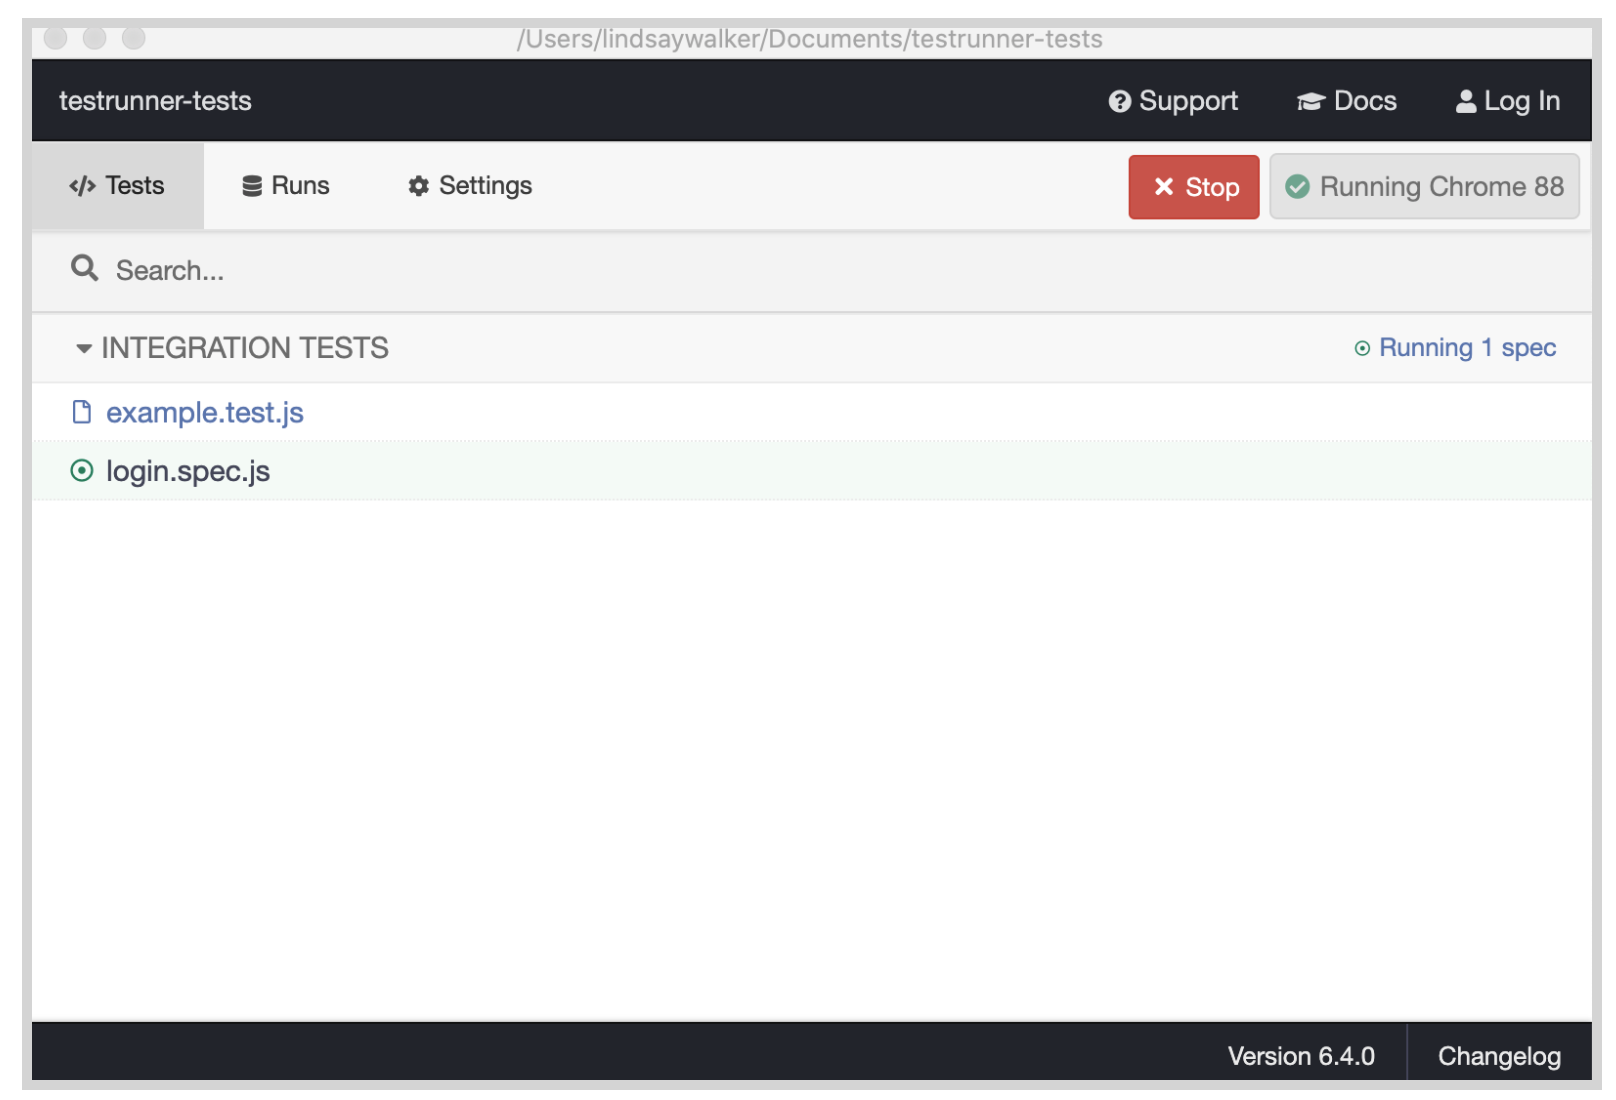 /Users/lindsaywalker/Documents/testrunner-tests
testrunner-tests Support Docs Log In
Tests Runs Settings Stop Running Chrome 88
Search...
INTEGRATION TESTS Running 1 spec
example.test.js
login.spec.js
Version 6.4.0 Changelog